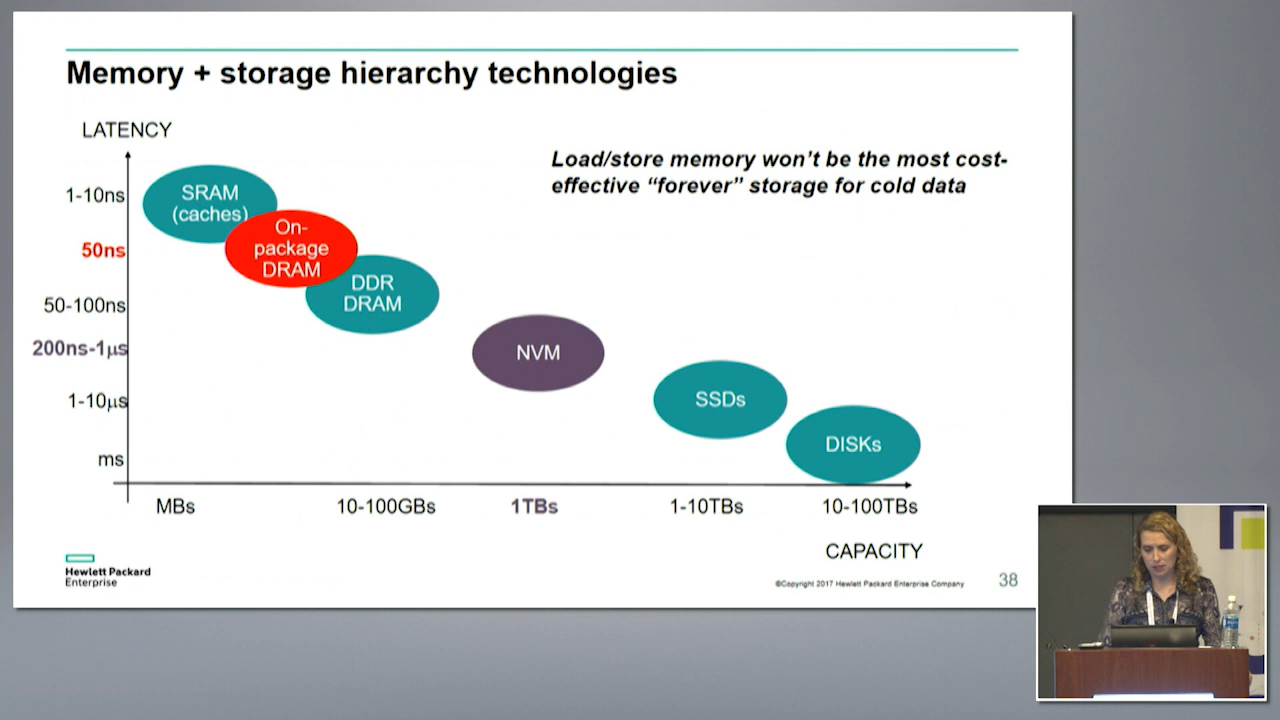 Memory + storage hierarchy technologies
LATENCY
Load/store memory won't be the most cost-
effective “forever” storage for cold data
1-10ns
SRAM
(caches)
50ns
On-
package
DRAM
50-100ns
DDR
DRAM
200ns-1μs
NVM
1-10μs
SSDs
ms
DISKs
MBs
10-100GBs
1TBs
1-10TBs
10-100TBs
CAPACITY
Hewlett Packard
Enterprise
©Copyright 2017 Hewlett Packard Enterprise Company
38